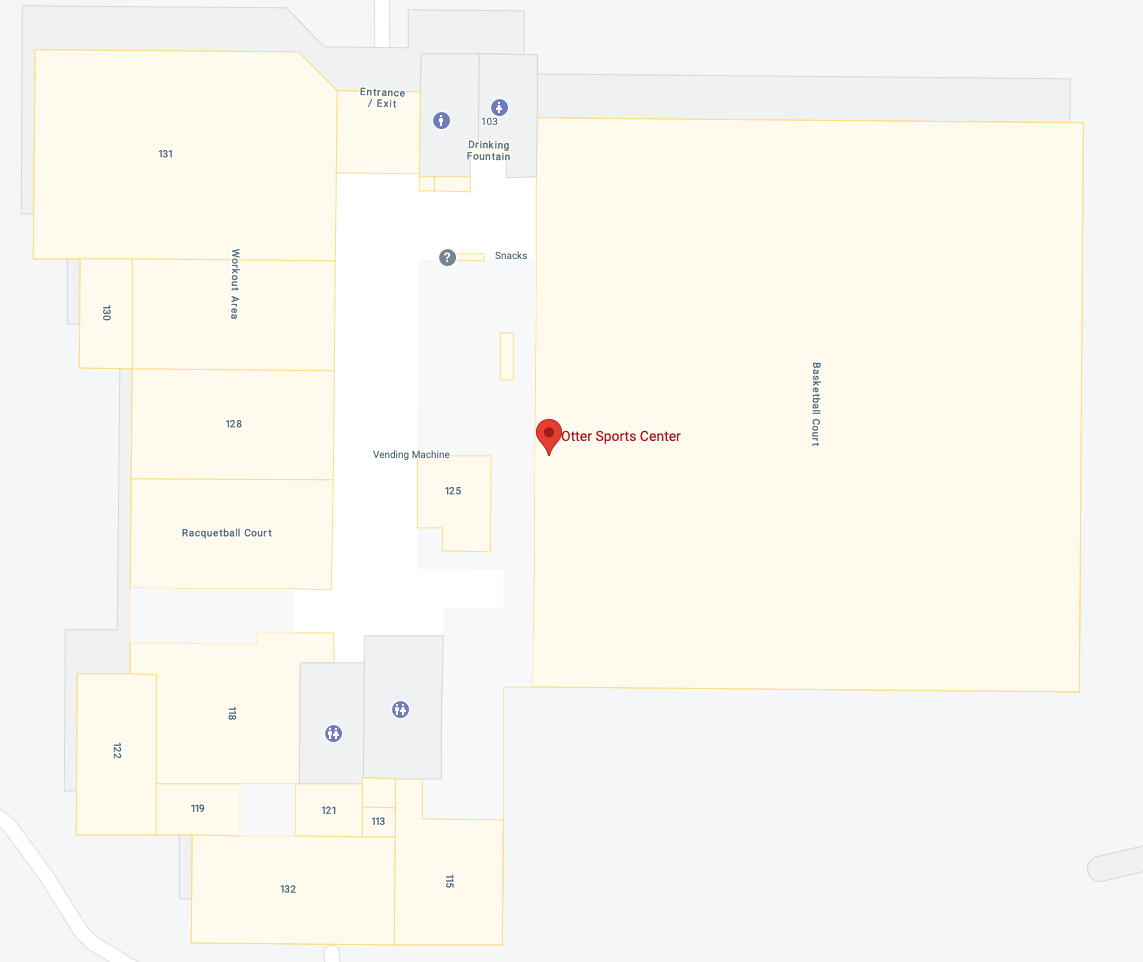 Entrance
/ Exit
103
131
Drinking
Fountain
Workout Area
?
Snacks
130
128
Basketball Court
Otter Sports Center
Vending Machine
125
Racquetball Court
118
122
119
121
113
132
115